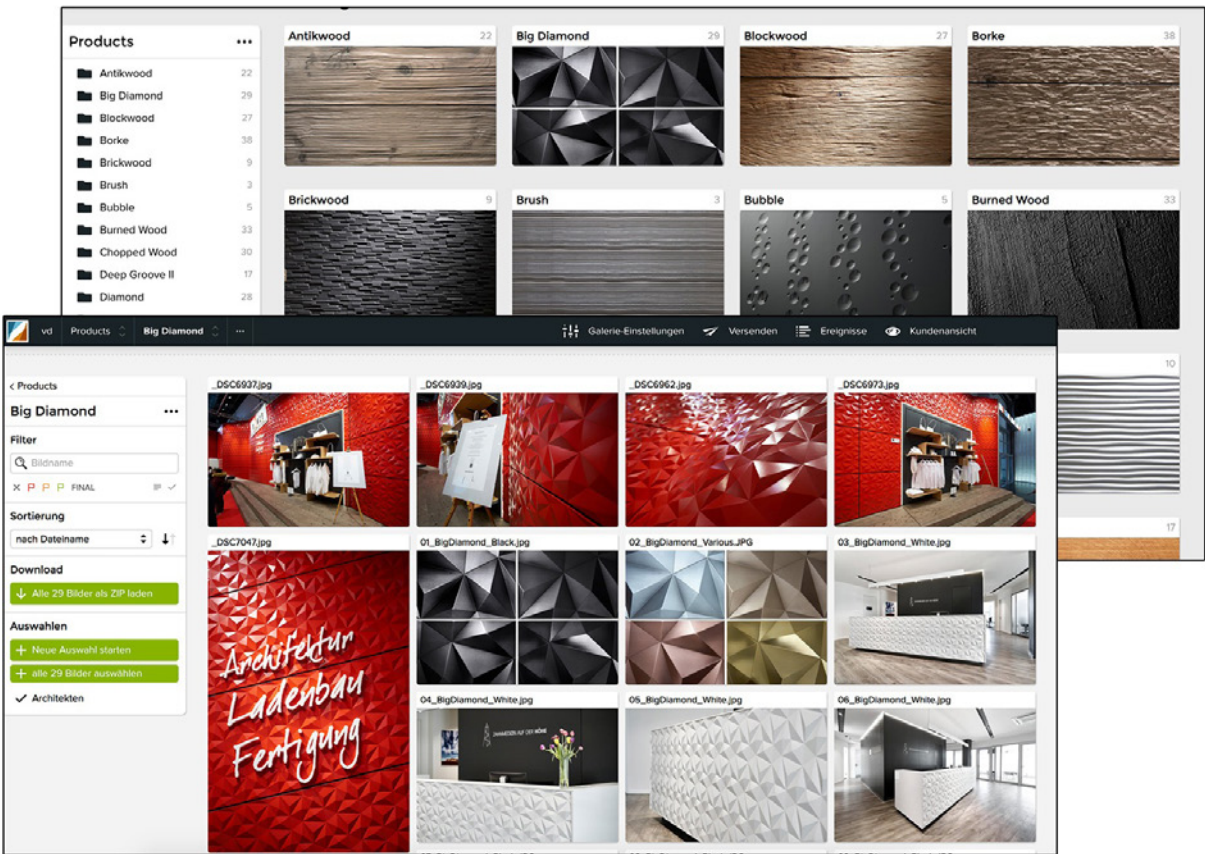 Products ...
Antikwood 22
Big Diamond 29
Blockwood 27
Borke 38
Brickwood 9
Brush 3
Bubble 5
Burned Wood 33
Chopped Wood 30
Deep Groove II 17
Diamond 28
Antikwood 22
Big Diamond 29
Blockwood 27
Borke 38
Brickwood 9
Brush 3
Bubble 5
Burned Wood 33
10
17
vd Products Big Diamond ... Galerie-Einstellungen Versenden Ereignisse Kundenansicht
< Products
Big Diamond ...
Filter
Bildname
FINAL
Sortierung
nach Dateiname
Download
Alle 29 Bilder als ZIP laden
Auswahlen
Neue Auswahl starten
alle 29 Bilder auswählen
Architekten
_DSC6937.jpg
_DSC6939.jpg
_DSC6962.jpg
_DSC6973.jpg
_DSC7047.jpg
Architektur
Ladenbau
Fertigung
01_BigDiamond_Black.jpg
02_BigDiamond_Various.JPG
03_BigDiamond_White.jpg
04_BigDiamond_White.jpg
05_BigDiamond_White.jpg
06_BigDiamond_White.jpg